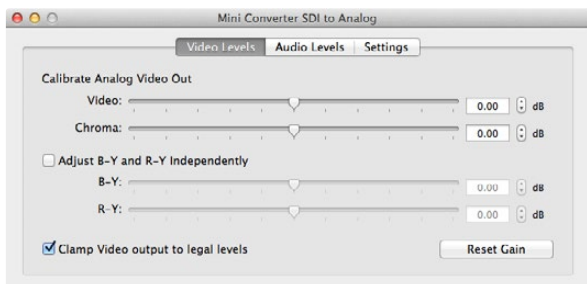 Mini Converter SDI to Analog
Video Levels Audio Levels Settings
Calibrate Analog Video Out
Video: 0.00 dB
Chroma: 0.00 dB
Adjust B-Y and R-Y Independently
B-Y: 0.00 dB
R-Y: 0.00 dB
Clamp Video output to legal levels Reset Gain